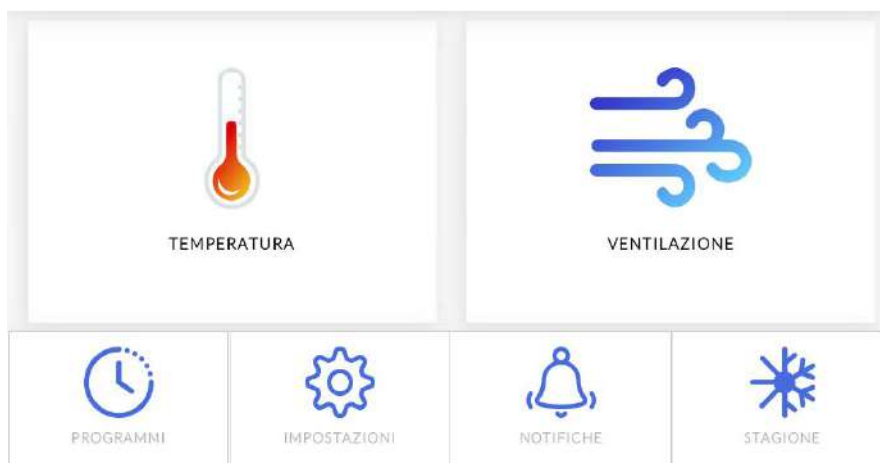 TEMPERATURA
VENTILAZIONE
PROGRAMMI
IMPOSTAZIONI
NOTIFICHE
STAGIONE